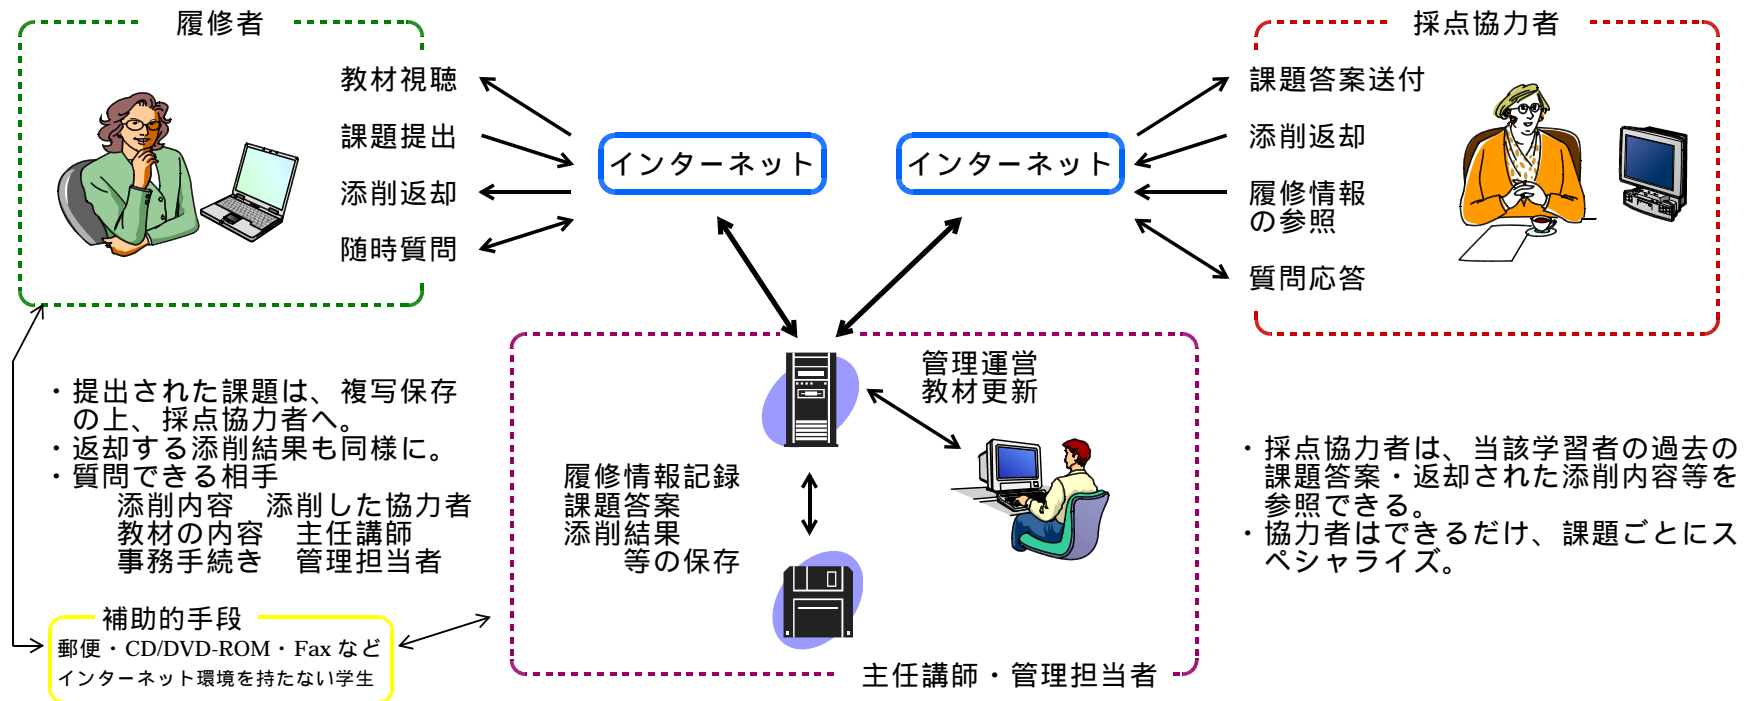 履修者
教材視聴
課題提出
添削返却
随時質問
インターネット
インターネット
採点協力者
課題答案送付
添削返却
履修情報
の参照
質問応答
管理運営
教材更新
履修情報記録
課題答案
添削結果
等の保存
主任講師・管理担当者
・提出された課題は、複写保存
の上、採点協力者へ。
・返却する添削結果も同様に。
・質問できる相手
添削内容　添削した協力者
教材の内容　主任講師
事務手続き　管理担当者
補助的手段
郵便・CD/DVD-ROM・Fax など
インターネット環境を持たない学生
・採点協力者は、当該学習者の過去の
課題答案・返却された添削内容等を
参照できる。
・協力者はできるだけ、課題ごとにス
ペシャライズ。